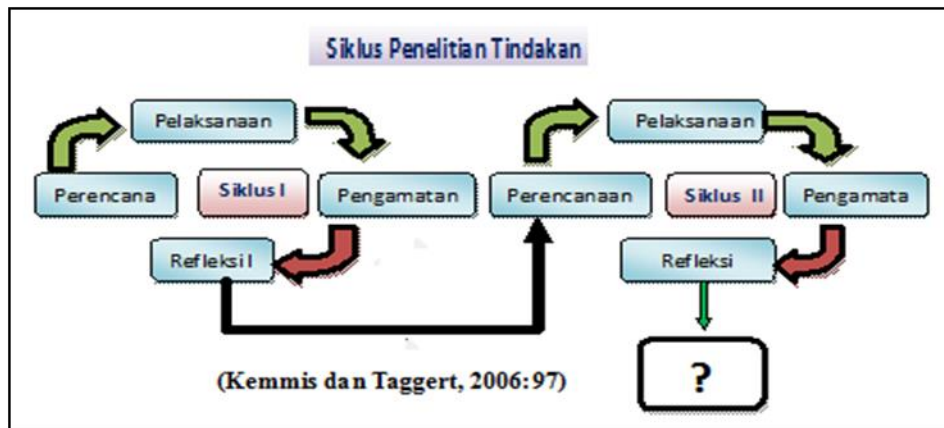 Siklus Penelitian Tindakan
Pelaksanaan
Perencana
Siklus I
Pengamatan
Refleksi I
Pelaksanaan
Perencanaan
Siklus II
Pengamata
Refleksi
(Kemmis dan Taggert, 2006:97)
?